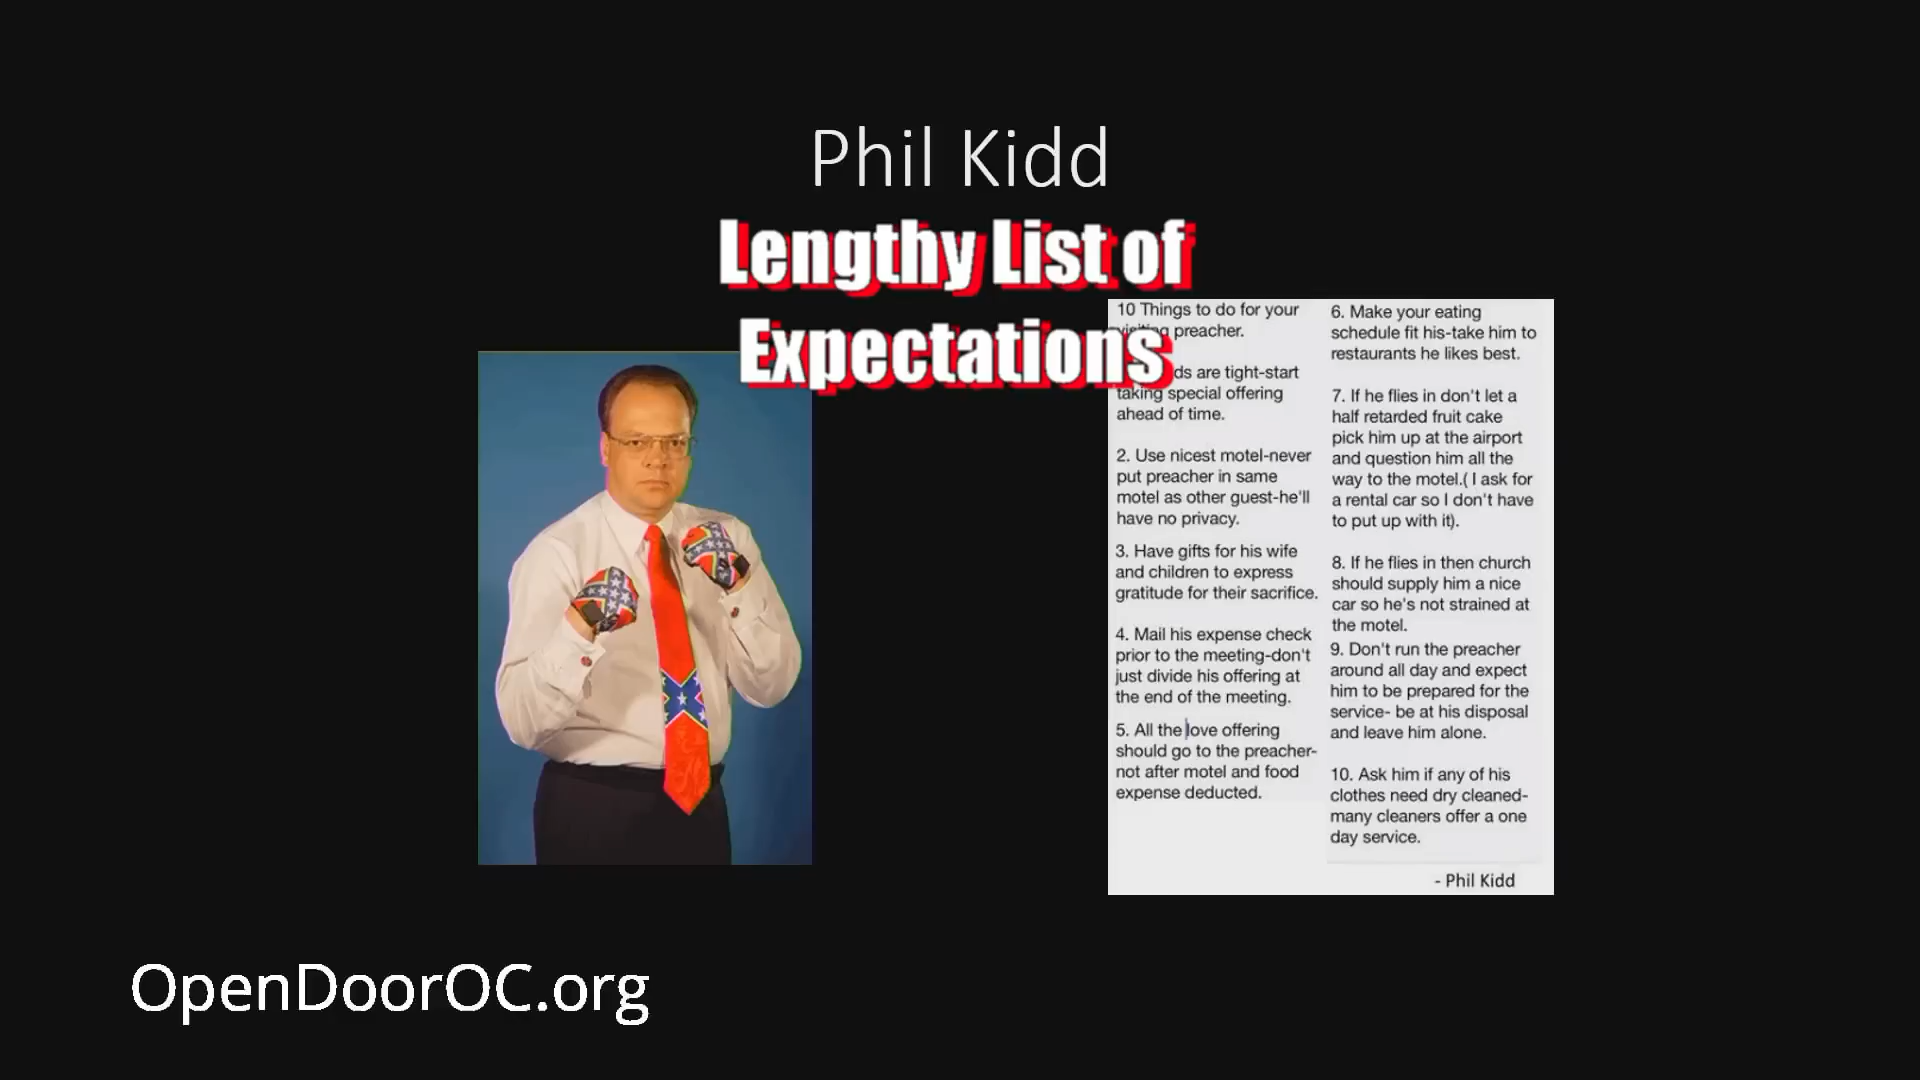 Phil Kidd
Lengthy List of
Expectations
10 Things to do for your
preacher.
ds are tight-start
taking special offering
ahead of time.
2. Use nicest motel-never
put preacher in same
motel as other guest-he'll
have no privacy.
3. Have gifts for his wife
and children to express
gratitude for their sacrifice.
4. Mail his expense check
prior to the meeting-don't
just divide his offering at
the end of the meeting.
5. All the love offering
should go to the preacher-
not after motel and food
expense deducted.
6. Make your eating
schedule fit his-take him to
restaurants he likes best.
7. If he flies in don't let a
half retarded fruit cake
pick him up at the airport
and question him all the
way to the motel.( I ask for
a rental car so I don't have
to put up with it).
8. If he flies in then church
should supply him a nice
car so he's not strained at
the motel.
9. Don't run the preacher
around all day and expect
him to be prepared for the
service- be at his disposal
and leave him alone.
10. Ask him if any of his
clothes need dry cleaned-
many cleaners offer a one
day service.
- Phil Kidd
OpenDoorOC.org